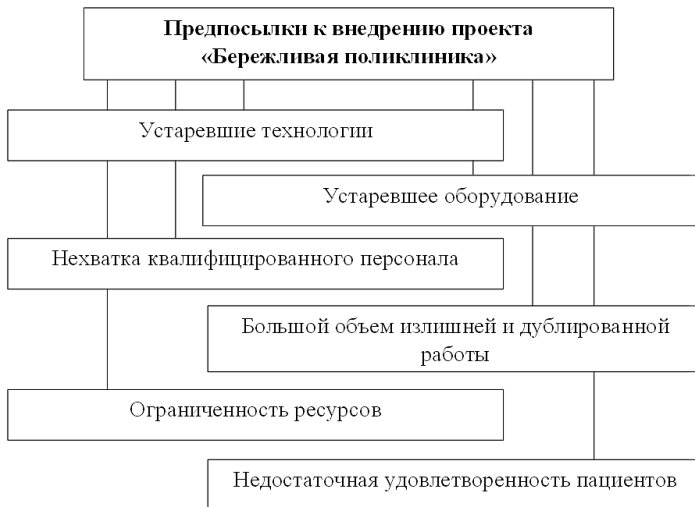 Предпосылки к внедрению проекта
«Бережливая поликлиника»
Устаревшие технологии
Устаревшее оборудование
Нехватка квалифицированного персонала
Большой объем излишней и дублированной
работы
Ограниченность ресурсов
Недостаточная удовлетворенность пациентов